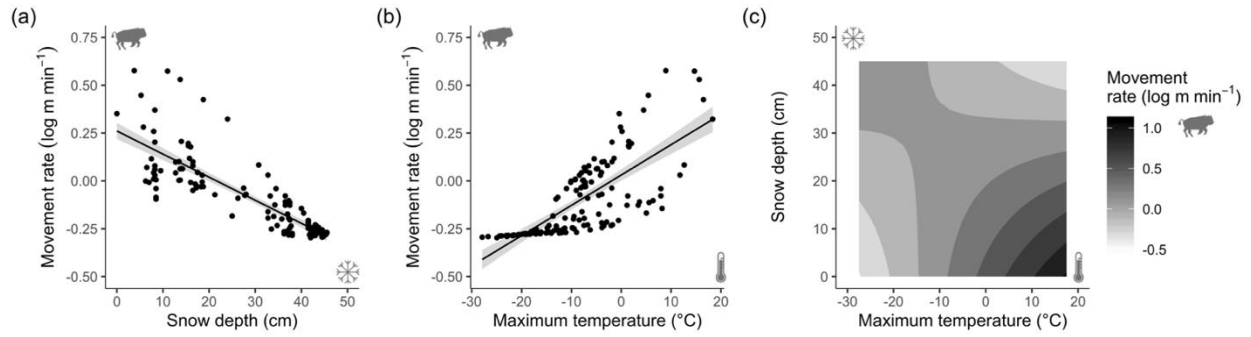 (a)
Movement rate (log m min⁻¹)
0.75
0.50
0.25
0.00
-0.25
-0.50
0 10 20 30 40 50
Snow depth (cm)
(b)
Movement rate (log m min⁻¹)
0.75
0.50
0.25
0.00
-0.25
-0.50
-30 -20 -10 0 10 20
Maximum temperature (°C)
(c)
Snow depth (cm)
50
40
30
20
10
0
-30 -20 -10 0 10 20
Maximum temperature (°C)
Movement
rate (log m min⁻¹)
1.0
0.5
0.0
-0.5